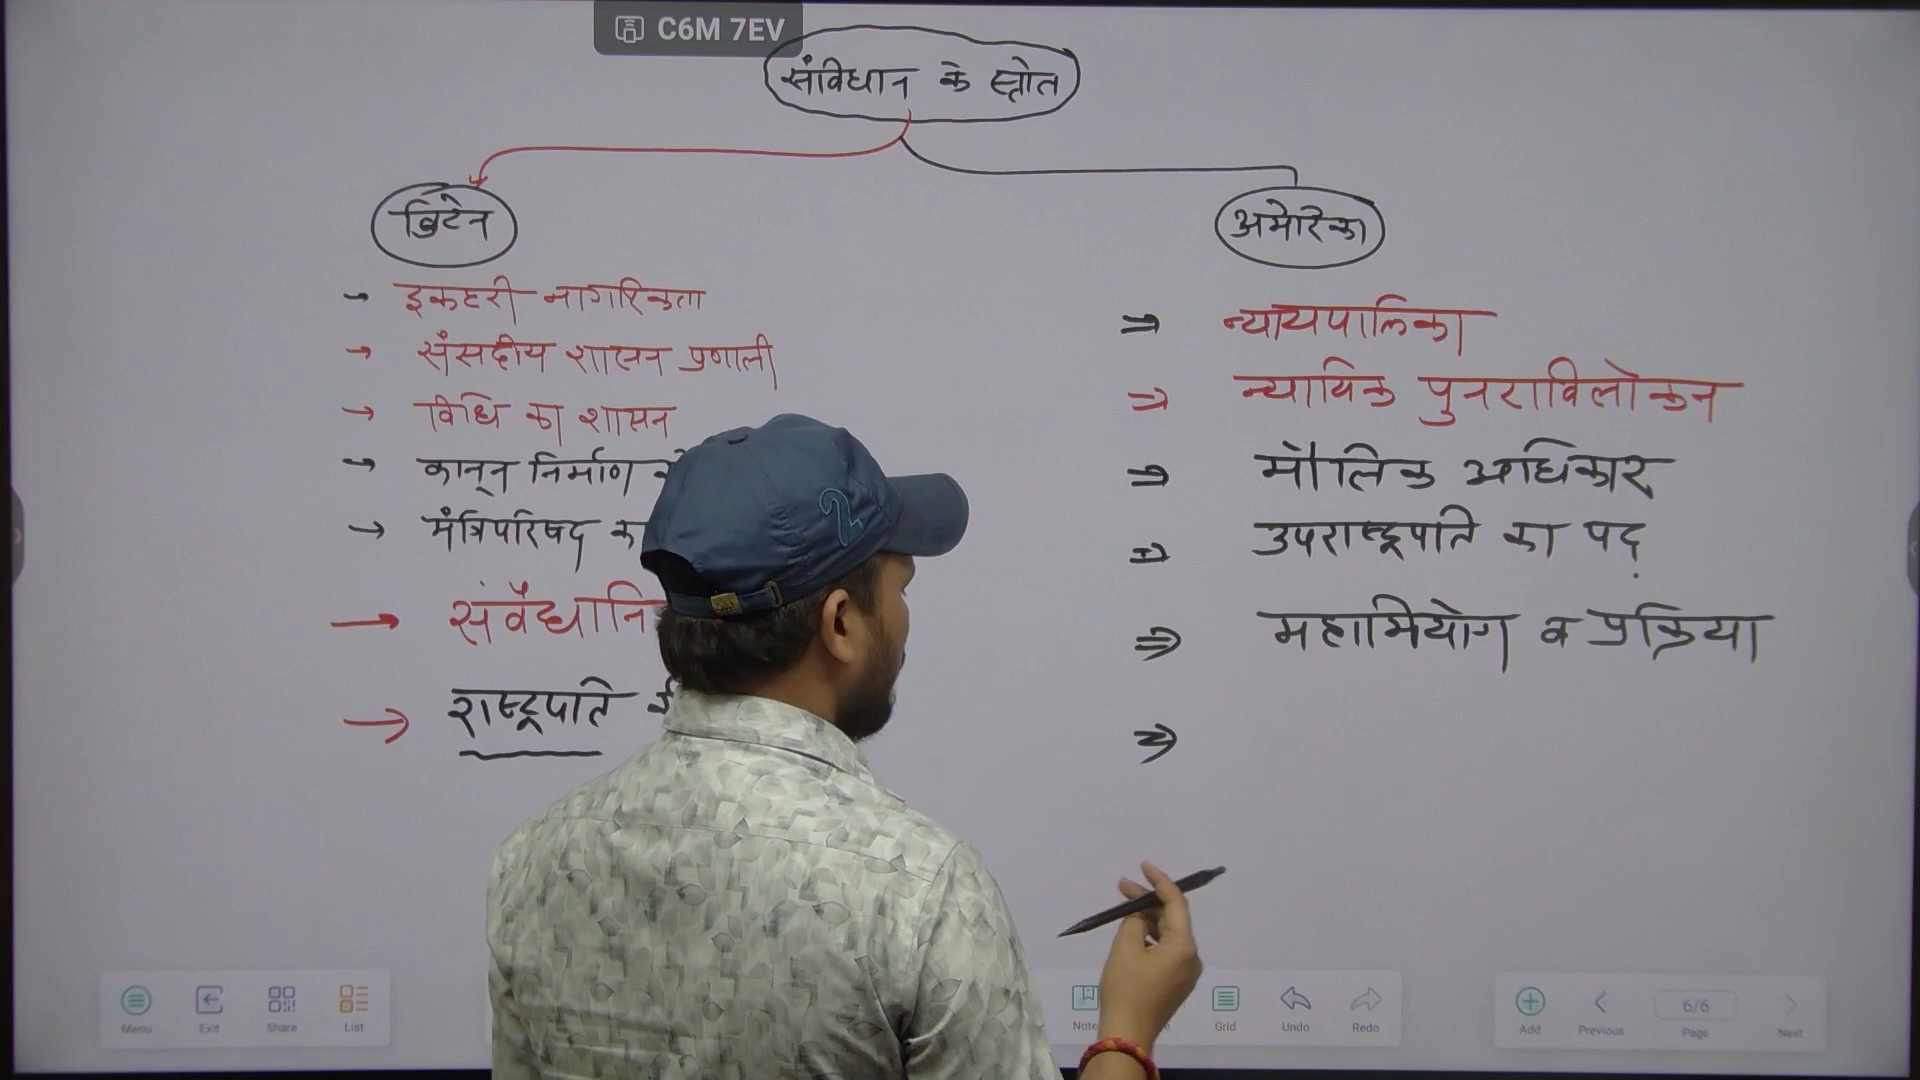 C6M 7EV
संविधान के स्त्रोत
ब्रिटेन
→ इकहरी नागरिकता
→ संसदीय शासन प्रणाली
→ विधि का शासन
→ कानून निर्माण
→ मंत्रिपरिषद
→
→ राष्ट्रपति
अमेरिका
⇒ न्यायपालिका
⇒ न्यायिक पुनराविलोकन
⇒ मौलिक अधिकार
⇒ उपराष्ट्रपति का पद
⇒ महाभियोग व प्रक्रिया
⇒
Menu Exit Share List
Grid Undo Redo
Add Previous 6/6 Page Next